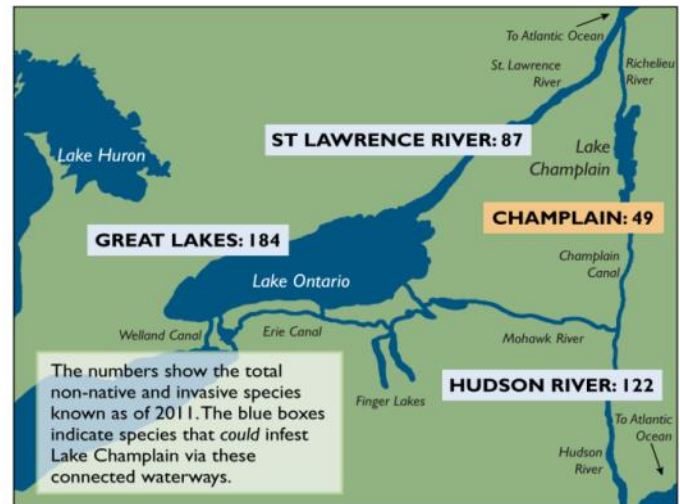 To Atlantic Ocean
St. Lawrence
River
Richelieu
River
ST LAWRENCE RIVER: 87
Lake Huron
Lake
Champlain
CHAMPLAIN: 49
GREAT LAKES: 184
Lake Ontario
Champlain
Canal
Welland Canal
Erie Canal
Mohawk River
The numbers show the total
non-native and invasive species
known as of 2011. The blue boxes
indicate species that could infest
Lake Champlain via these
connected waterways.
Finger Lakes
HUDSON RIVER: 122
To Atlantic
Ocean
Hudson
River